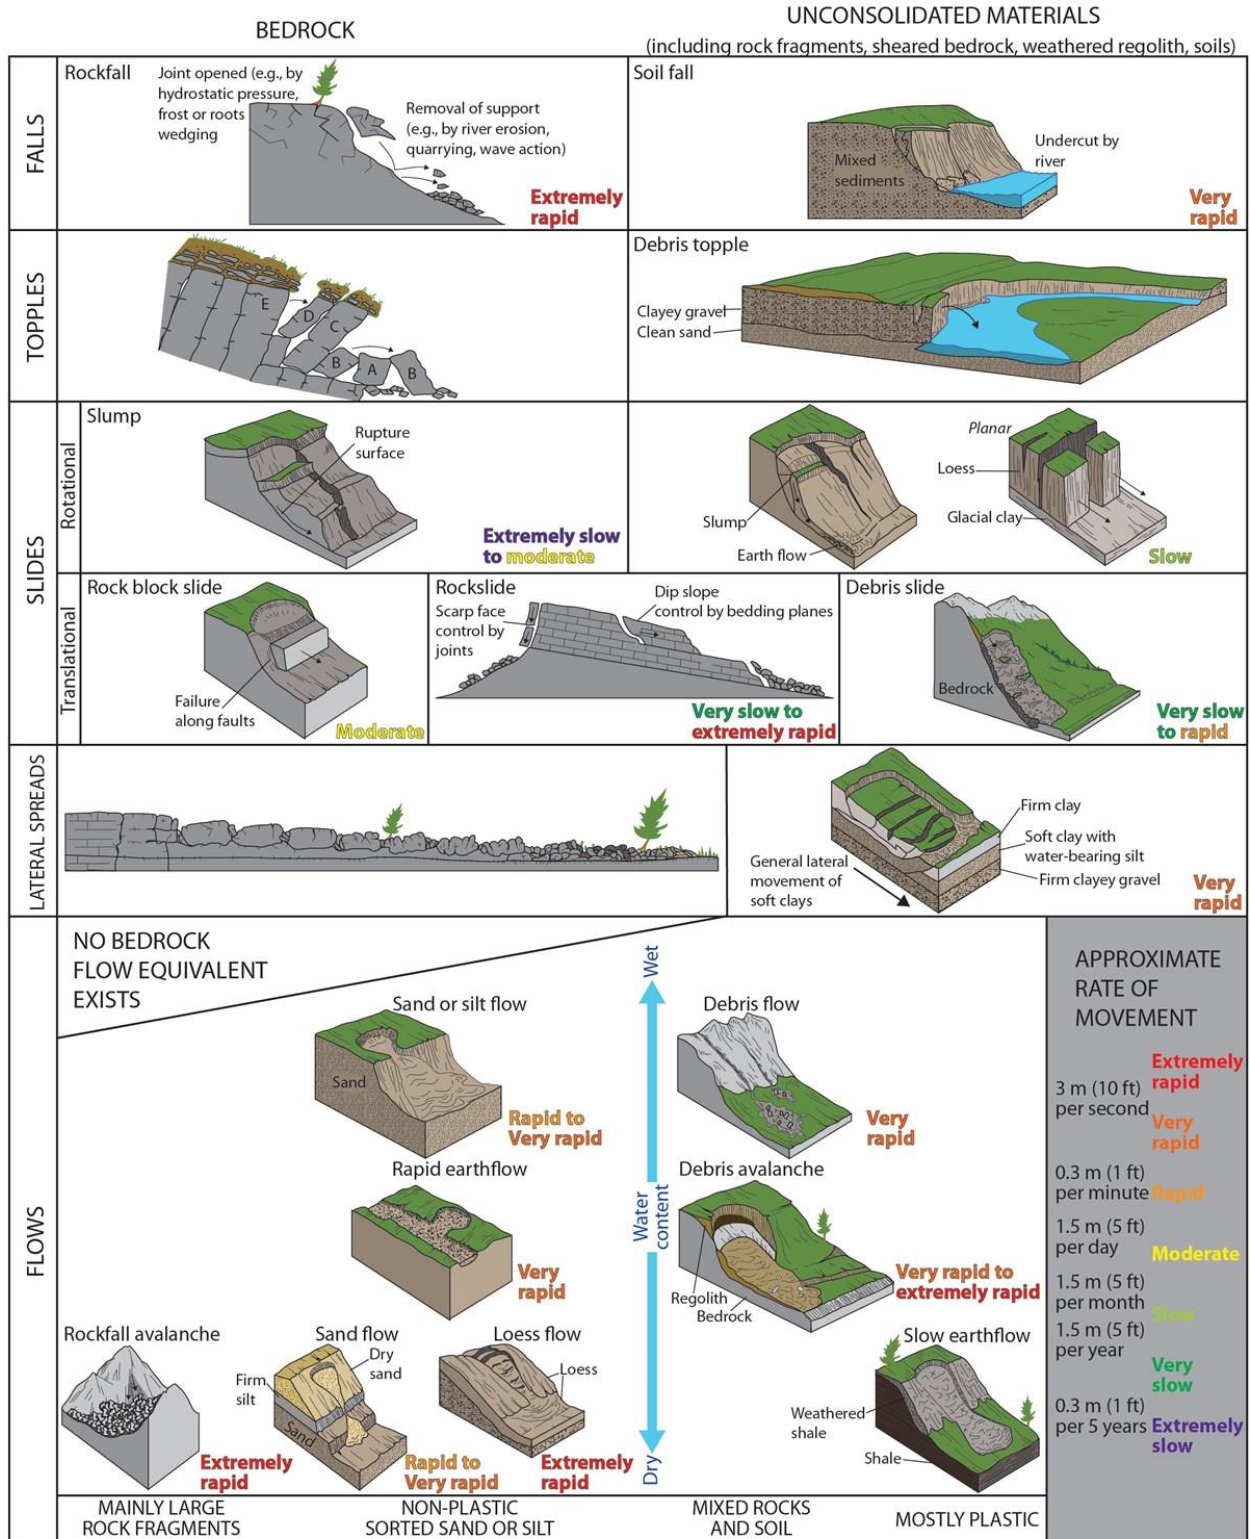 BEDROCK
UNCONSOLIDATED MATERIALS
(including rock fragments, sheared bedrock, weathered regolith, soils)
FALLS
Rockfall
Joint opened (e.g., by
hydrostatic pressure,
frost or roots
wedging
Removal of support
(e.g., by river erosion,
quarrying, wave action)
Extremely
rapid
Soil fall
Mixed
sediments
Undercut by
river
Very
rapid
TOPPLES
E
D
C
B
A
B
Debris topple
Clayey gravel
Clean sand
SLIDES
Rotational
Slump
Rupture
surface
Extremely slow
to moderate
Slump
Earth flow
Planar
Loess
Glacial clay
Slow
Translational
Rock block slide
Failure
along faults
Moderate
Rockslide
Scarp face
control by
joints
Dip slope
control by bedding planes
Very slow to
extremely rapid
Debris slide
Bedrock
Very slow
to rapid
LATERAL SPREADS
General lateral
movement of
soft clays
Firm clay
Soft clay with
water-bearing silt
Firm clayey gravel
Very
rapid
FLOWS
NO BEDROCK
FLOW EQUIVALENT
EXISTS
Sand or silt flow
Sand
Rapid to
Very rapid
Wet
Water
content
Dry
Debris flow
Very
rapid
Rapid earthflow
Very
rapid
Debris avalanche
Regolith
Bedrock
Very rapid to
extremely rapid
Rockfall avalanche
Extremely
rapid
Sand flow
Firm
silt
Dry
sand
Sand
Rapid to
Very rapid
Loess flow
Loess
Extremely
rapid
Slow earthflow
Weathered
shale
Shale
MAINLY LARGE
ROCK FRAGMENTS
NON-PLASTIC
SORTED SAND OR SILT
MIXED ROCKS
AND SOIL
MOSTLY PLASTIC
APPROXIMATE
RATE OF
MOVEMENT
Extremely
rapid
3 m (10 ft)
per second
Very
rapid
0.3 m (1 ft)
per minute
Rapid
1.5 m (5 ft)
per day
Moderate
1.5 m (5 ft)
per month
Slow
1.5 m (5 ft)
per year
Very
slow
0.3 m (1 ft)
per 5 years
Extremely
slow